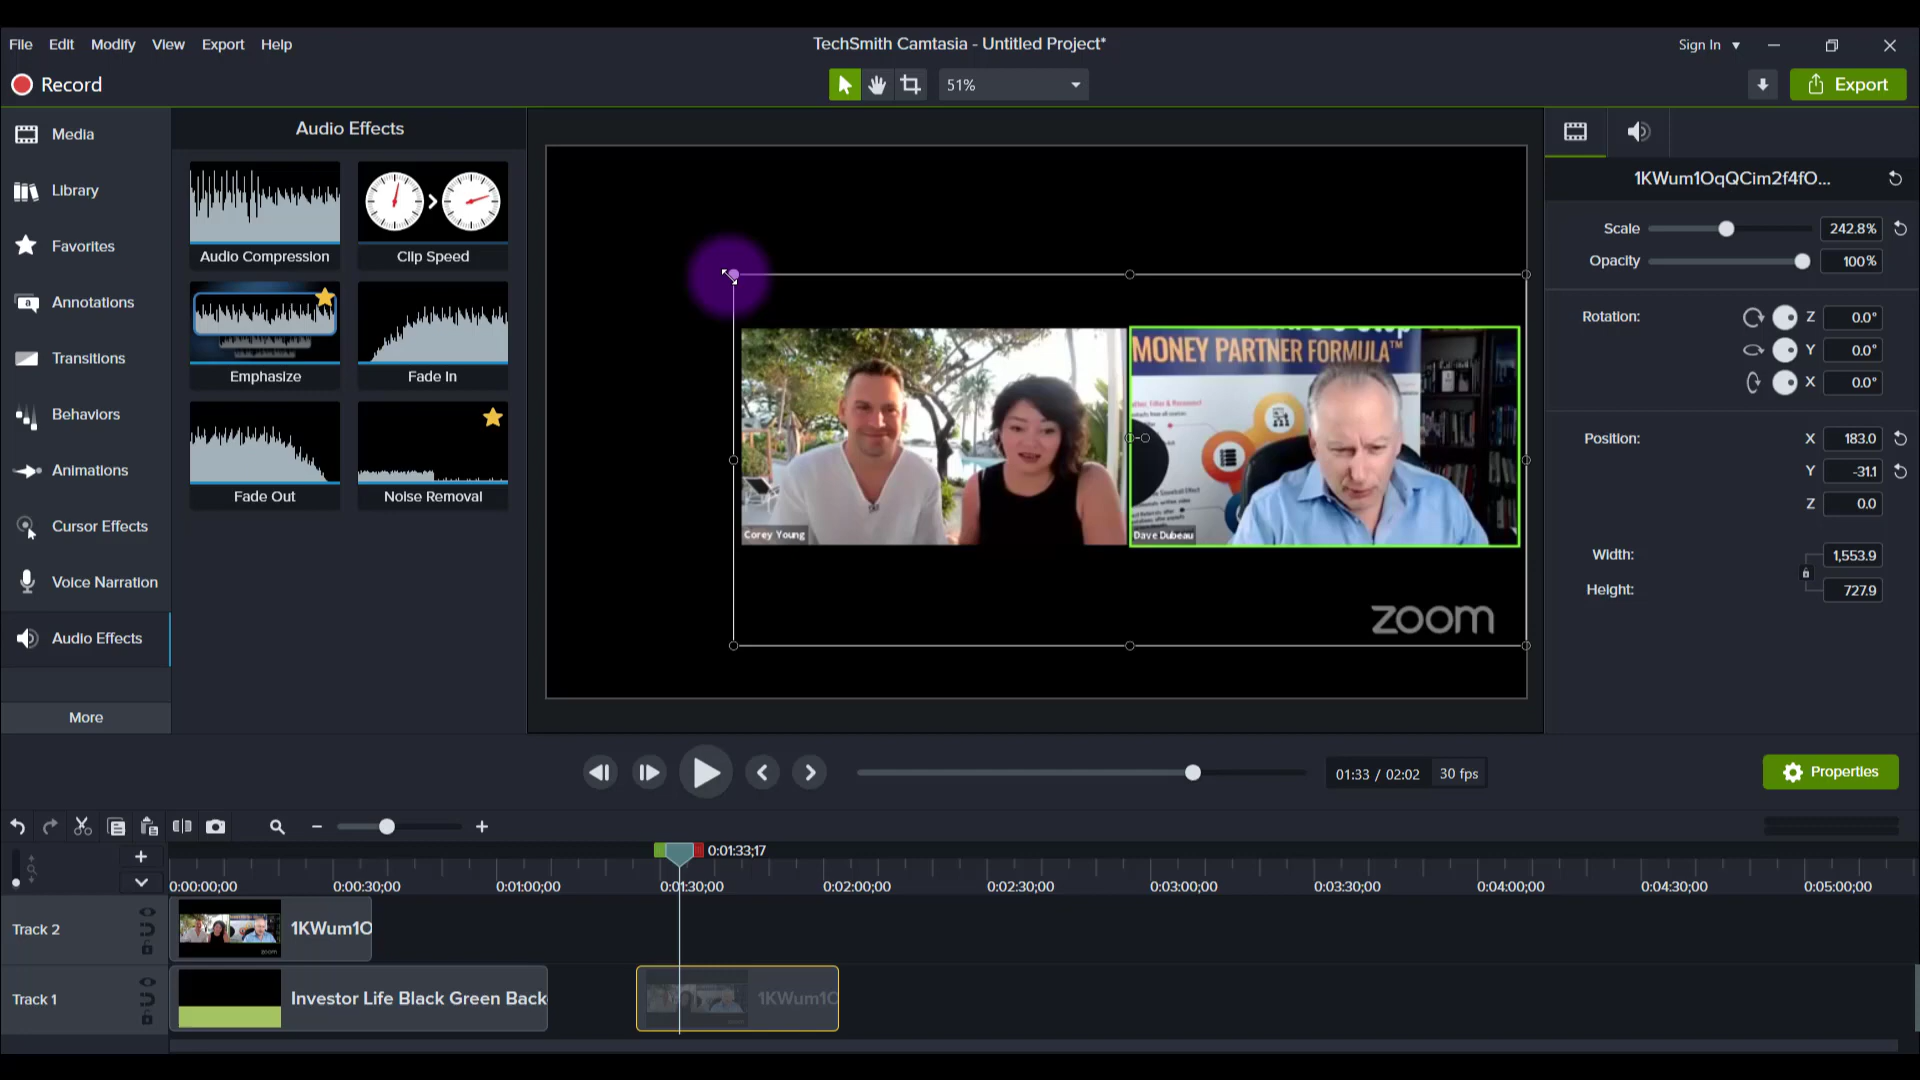 File Edit Modify View Export Help
TechSmith Camtasia - Untitled Project*
Sign In
Record
51%
Export
Media
Library
Favorites
Annotations
Transitions
Behaviors
Animations
Cursor Effects
Voice Narration
Audio Effects
More
Audio Effects
Audio Compression
Clip Speed
Emphasize
Fade In
Fade Out
Noise Removal
MONEY PARTNER FORMULA™
Corey Young
Dave Dubeau
zoom
1KWum1OqQCim2f4fO...
Scale 242.8%
Opacity 100%
Rotation: Z 0.0°
Y 0.0°
X 0.0°
Position: X 183.0
Y -31.1
Z 0.0
Width: 1,553.9
Height: 727.9
01:33 / 02:02 30 fps
Properties
0:01:33;17
0:00:00;00 0:00:30;00 0:01:00;00 0:01:30;00 0:02:00;00 0:02:30;00 0:03:00;00 0:03:30;00 0:04:00;00 0:04:30;00 0:05:00;00
Track 2
1KWum1O
Track 1
Investor Life Black Green Back
1KWum1O